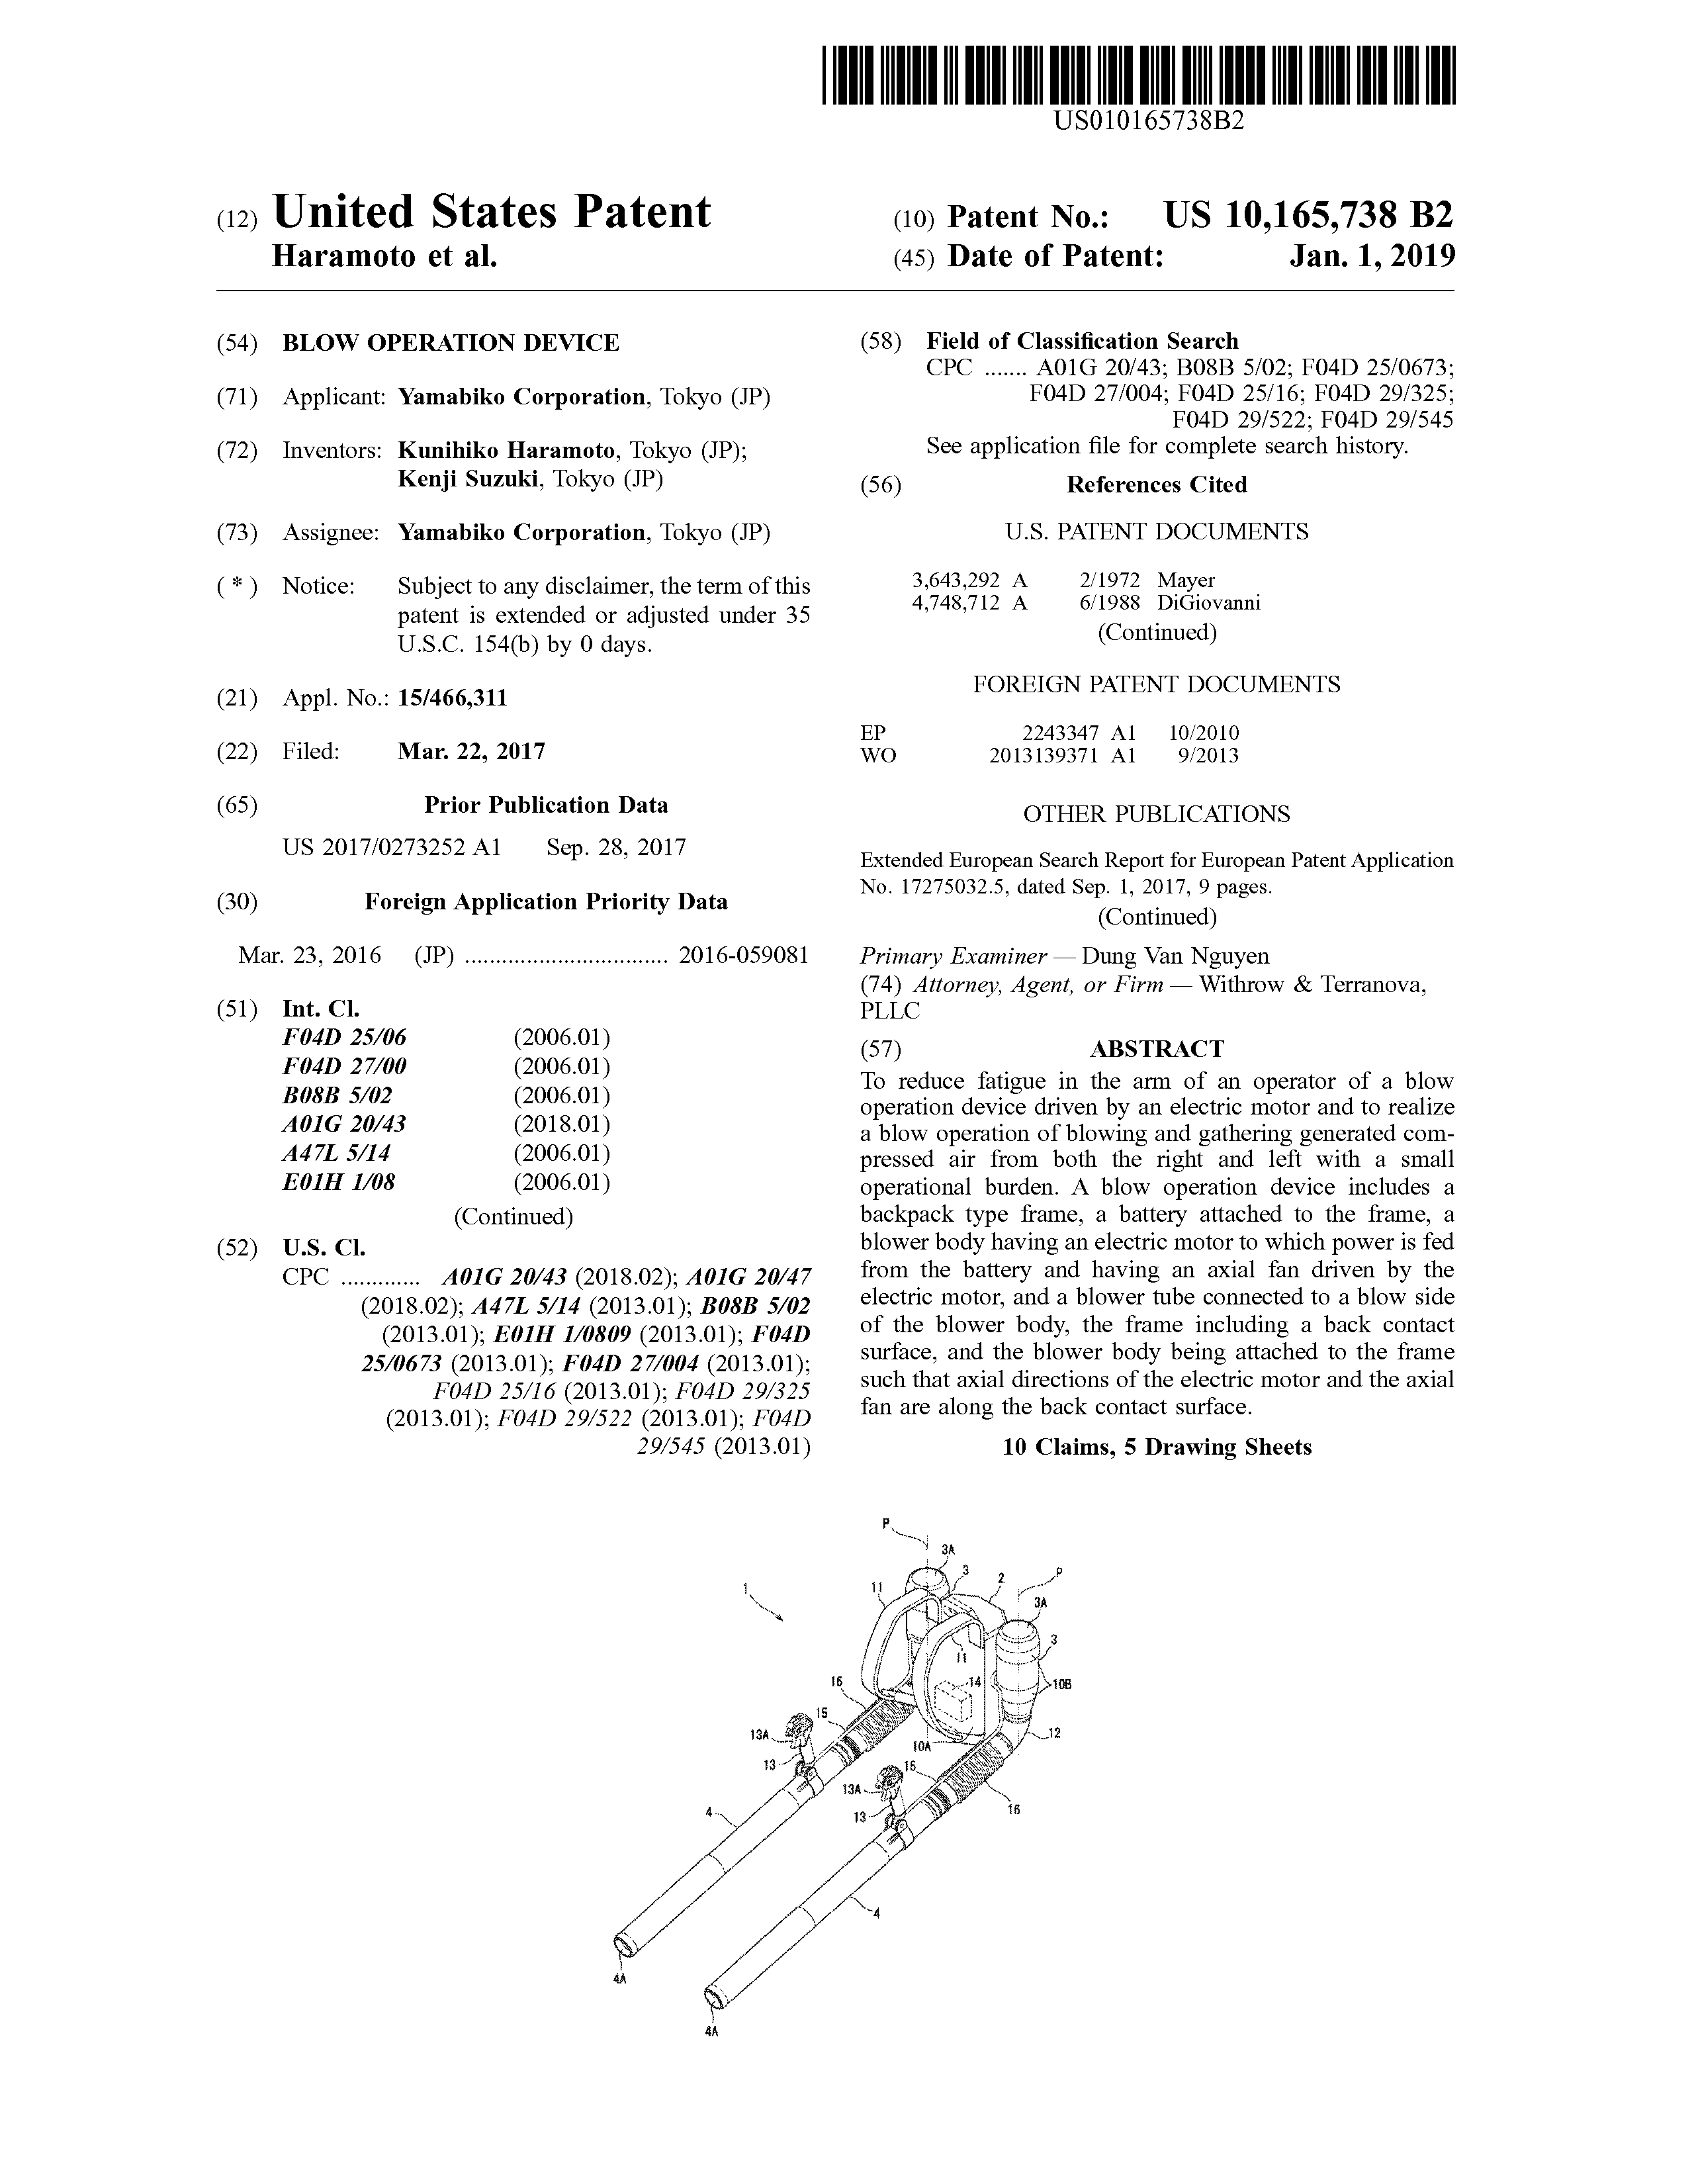 US010165738B2
(12) United States Patent
Haramoto et al.
(10) Patent No.: US 10,165,738 B2
(45) Date of Patent: Jan. 1, 2019
(54) BLOW OPERATION DEVICE
(71) Applicant: Yamabiko Corporation, Tokyo (JP)
(72) Inventors: Kunihiko Haramoto, Tokyo (JP);
Kenji Suzuki, Tokyo (JP)
(73) Assignee: Yamabiko Corporation, Tokyo (JP)
( * ) Notice: Subject to any disclaimer, the term of this
patent is extended or adjusted under 35
U.S.C. 154(b) by 0 days.
(21) Appl. No.: 15/466,311
(22) Filed: Mar. 22, 2017
(65) Prior Publication Data
US 2017/0273252 A1 Sep. 28, 2017
(30) Foreign Application Priority Data
Mar. 23, 2016 (JP) ................................. 2016-059081
(51) Int. Cl.
F04D 25/06 (2006.01)
F04D 27/00 (2006.01)
B08B 5/02 (2006.01)
A01G 20/43 (2018.01)
A47L 5/14 (2006.01)
E01H 1/08 (2006.01)
(Continued)
(52) U.S. Cl.
CPC ............. A01G 20/43 (2018.02); A01G 20/47
(2018.02); A47L 5/14 (2013.01); B08B 5/02
(2013.01); E01H 1/0809 (2013.01); F04D
25/0673 (2013.01); F04D 27/004 (2013.01);
F04D 25/16 (2013.01); F04D 29/325
(2013.01); F04D 29/522 (2013.01); F04D
29/545 (2013.01)
(58) Field of Classification Search
CPC ....... A01G 20/43; B08B 5/02; F04D 25/0673;
F04D 27/004; F04D 25/16; F04D 29/325;
F04D 29/522; F04D 29/545
See application file for complete search history.
(56) References Cited
U.S. PATENT DOCUMENTS
3,643,292 A 2/1972 Mayer
4,748,712 A 6/1988 DiGiovanni
(Continued)
FOREIGN PATENT DOCUMENTS
EP 2243347 A1 10/2010
WO 2013139371 A1 9/2013
OTHER PUBLICATIONS
Extended European Search Report for European Patent Application
No. 17275032.5, dated Sep. 1, 2017, 9 pages.
(Continued)
Primary Examiner — Dung Van Nguyen
(74) Attorney, Agent, or Firm — Withrow & Terranova,
PLLC
(57) ABSTRACT
To reduce fatigue in the arm of an operator of a blow
operation device driven by an electric motor and to realize
a blow operation of blowing and gathering generated com-
pressed air from both the right and left with a small
operational burden. A blow operation device includes a
backpack type frame, a battery attached to the frame, a
blower body having an electric motor to which power is fed
from the battery and having an axial fan driven by the
electric motor, and a blower tube connected to a blow side
of the blower body, the frame including a back contact
surface, and the blower body being attached to the frame
such that axial directions of the electric motor and the axial
fan are along the back contact surface.
10 Claims, 5 Drawing Sheets
P
3A
3
2
P
1
11
3A
3
11
14
16
10B
15
13A
12
10A
13
16
13A
13
16
4
4
4A
4A